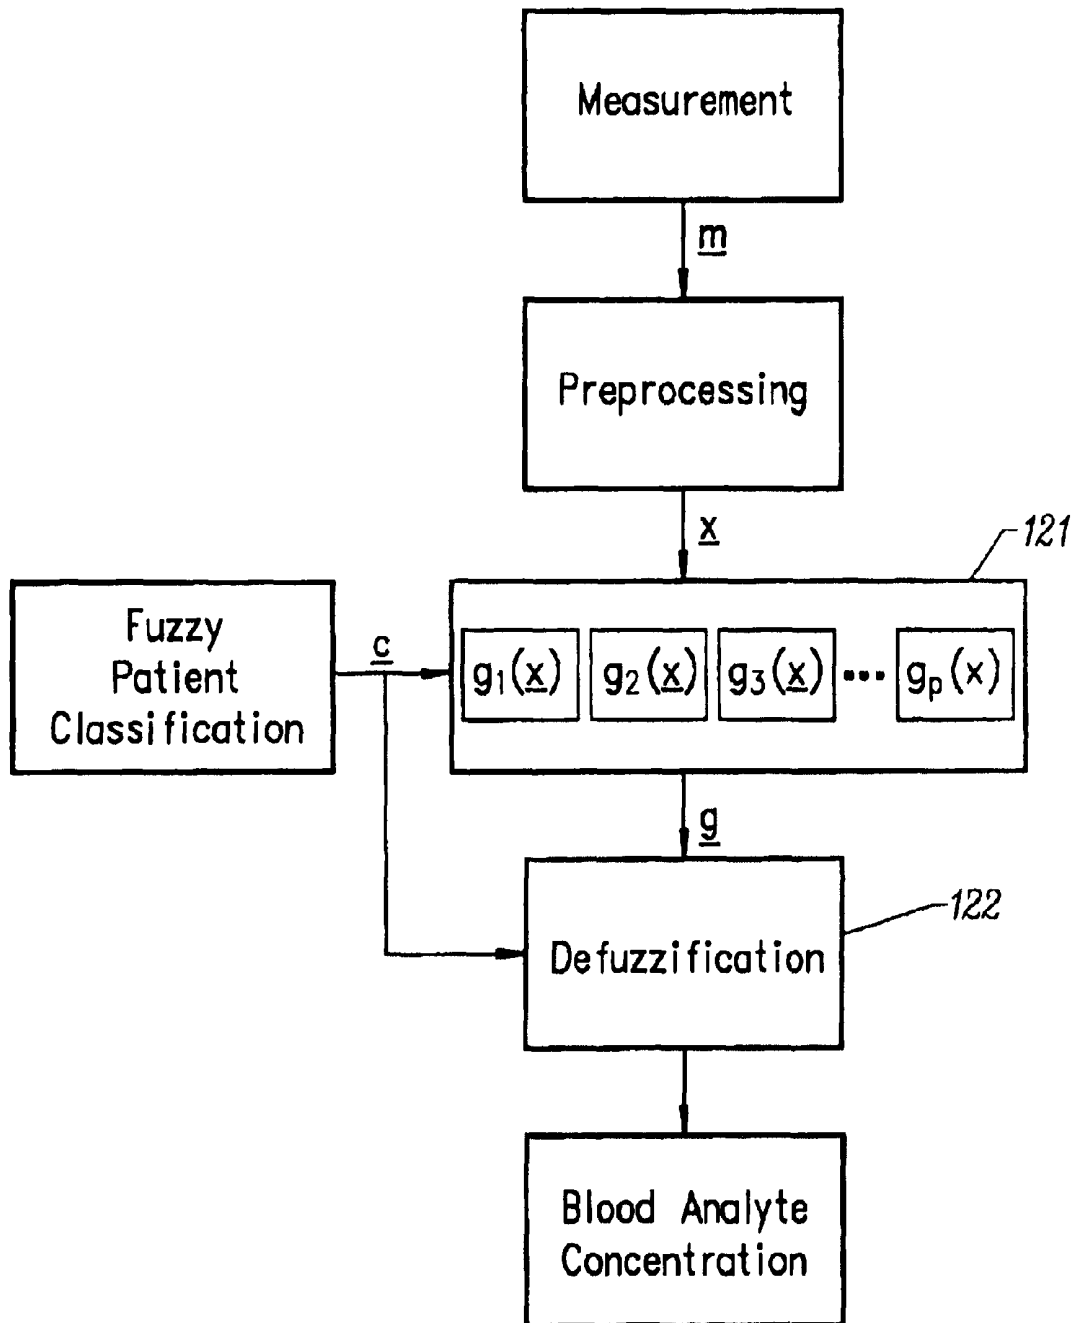 Measurement
m
Preprocessing
x
121
Fuzzy
Patient
Classification
c
g₁(x) g₂(x) g₃(x) ▪▪▪ gₚ(x)
g
122
Defuzzification
Blood Analyte
Concentration